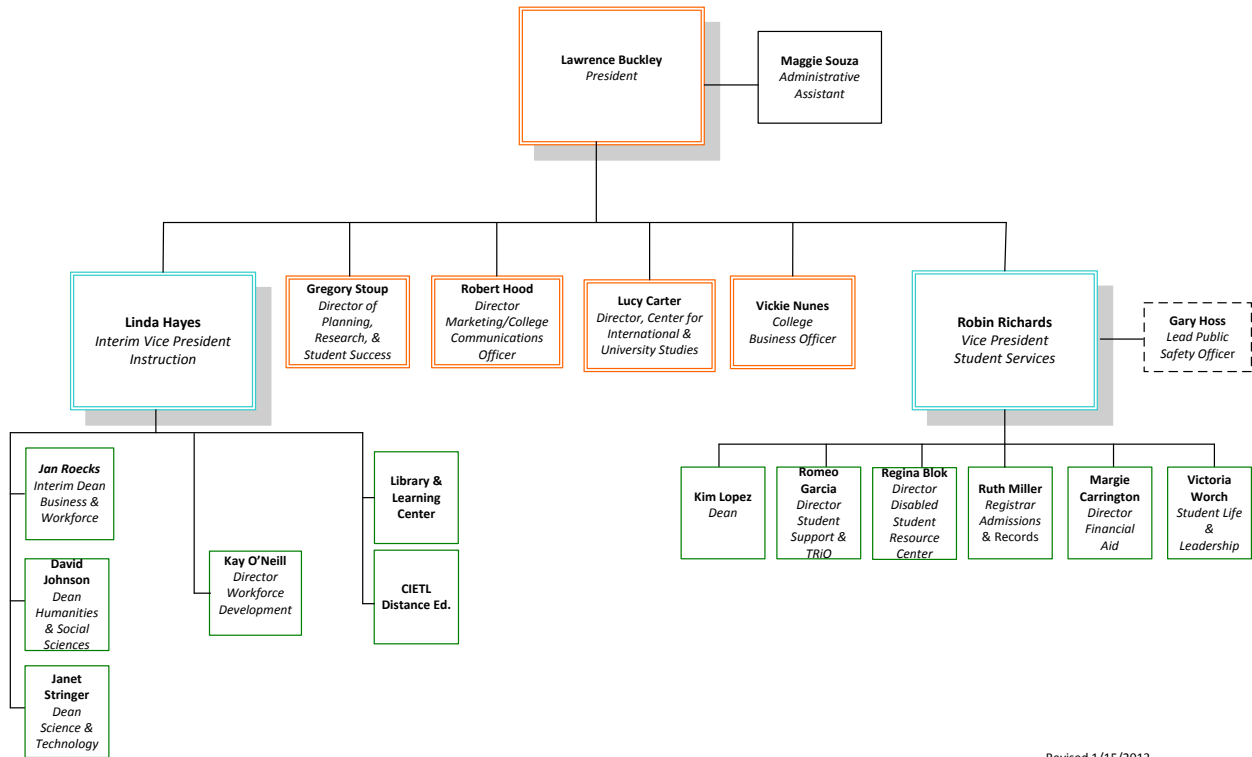 Lawrence Buckley
President
Maggie Souza
Administrative
Assistant
Linda Hayes
Interim Vice President
Instruction
Gregory Stoup
Director of
Planning,
Research, &
Student Success
Robert Hood
Director
Marketing/College
Communications
Officer
Lucy Carter
Director, Center for
International &
University Studies
Vickie Nunes
College
Business Officer
Robin Richards
Vice President
Student Services
Gary Hoss
Lead Public
Safety Officer
Jan Roecks
Interim Dean
Business &
Workforce
David
Johnson
Dean
Humanities
& Social
Sciences
Janet
Stringer
Dean
Science &
Technology
Kay O’Neill
Director
Workforce
Development
Library &
Learning
Center
CIETL
Distance Ed.
Kim Lopez
Dean
Romeo
Garcia
Director
Student
Support &
TRiO
Regina Blok
Director
Disabled
Student
Resource
Center
Ruth Miller
Registrar
Admissions
& Records
Margie
Carrington
Director
Financial
Aid
Victoria
Worch
Student Life
&
Leadership
Revised 1/15/2013